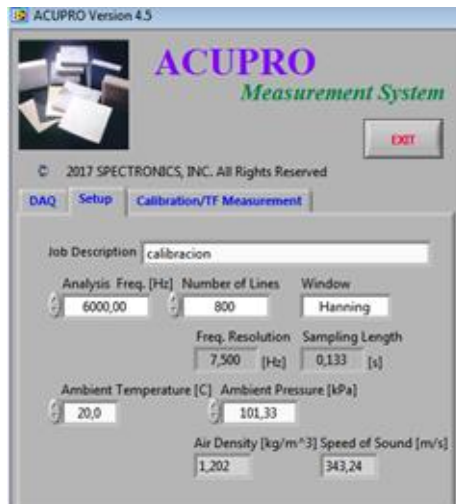 ACUPRO Version 4.5
ACUPRO
Measurement System
EXIT
© 2017 SPECTRONICS, INC. All Rights Reserved
DAQ Setup Calibration/TF Measurement
Job Description calibracion
Analysis Freq. [Hz] Number of Lines Window
6000,00 800 Hanning
Freq. Resolution Sampling Length
7,500 [Hz] 0,133 [s]
Ambient Temperature [C] Ambient Pressure [kPa]
20,0 101,33
Air Density [kg/m^3] Speed of Sound [m/s]
1,202 343,24